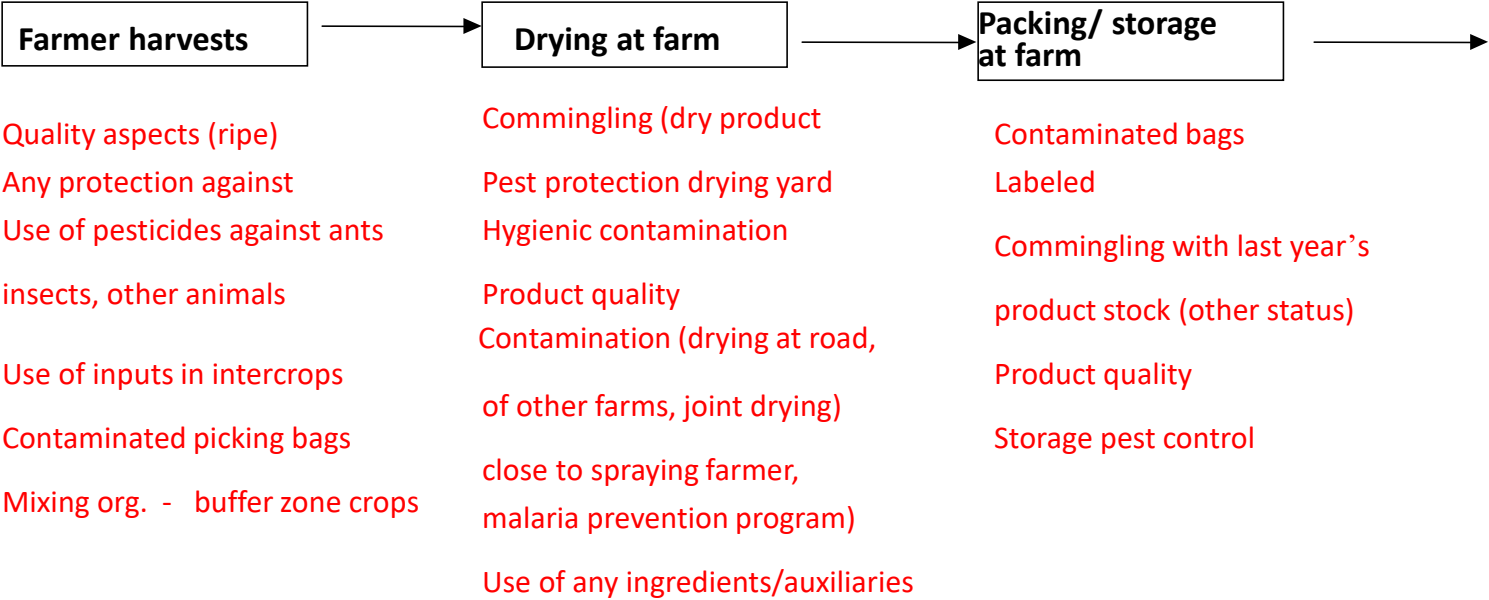 Farmer harvests
Quality aspects (ripe)
Any protection against
Use of pesticides against ants
insects, other animals
Use of inputs in intercrops
Contaminated picking bags
Mixing org. - buffer zone crops
Drying at farm
Commingling (dry product
Pest protection drying yard
Hygienic contamination
Product quality
Contamination (drying at road,
of other farms, joint drying)
close to spraying farmer,
malaria prevention program)
Use of any ingredients/auxiliaries
Packing/ storage
at farm
Contaminated bags
Labeled
Commingling with last year’s
product stock (other status)
Product quality
Storage pest control